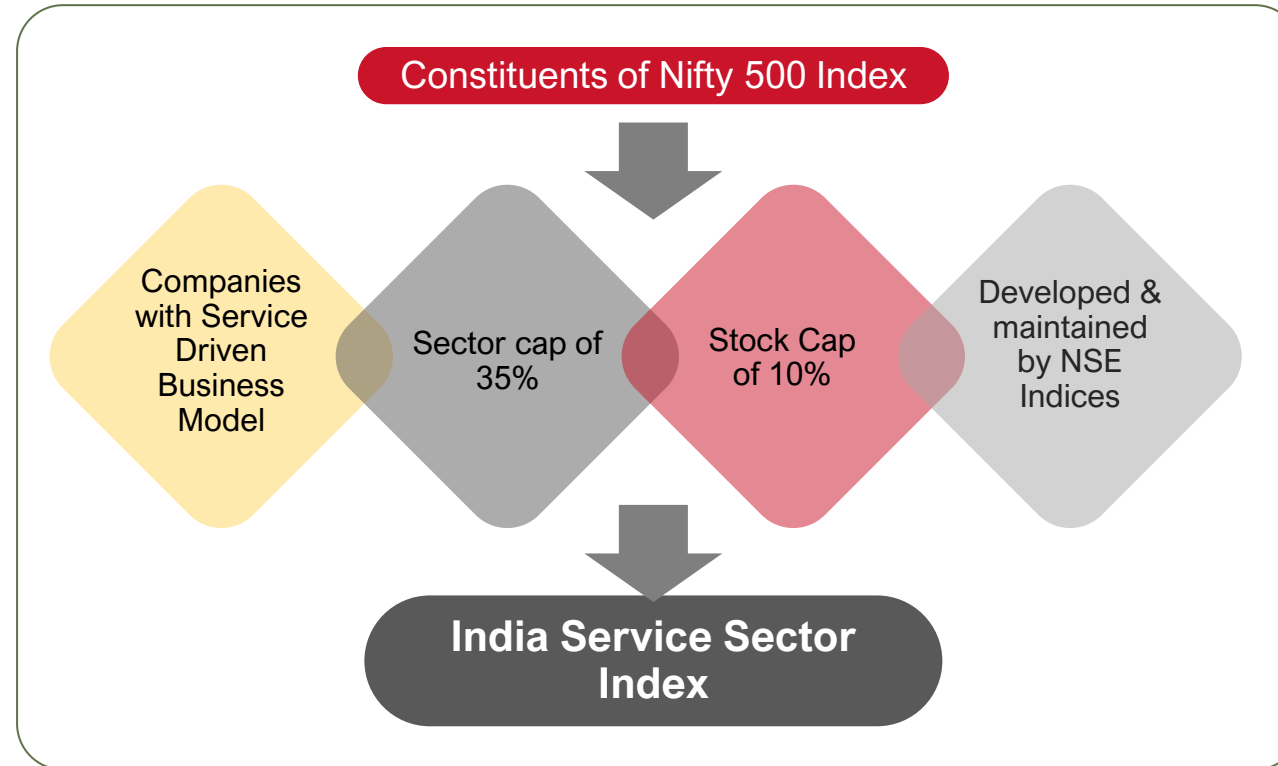 Constituents of Nifty 500 Index
Companies
with Service
Driven
Business
Model
Sector cap of
35%
Stock Cap
of 10%
Developed &
maintained
by NSE
Indices
India Service Sector
Index